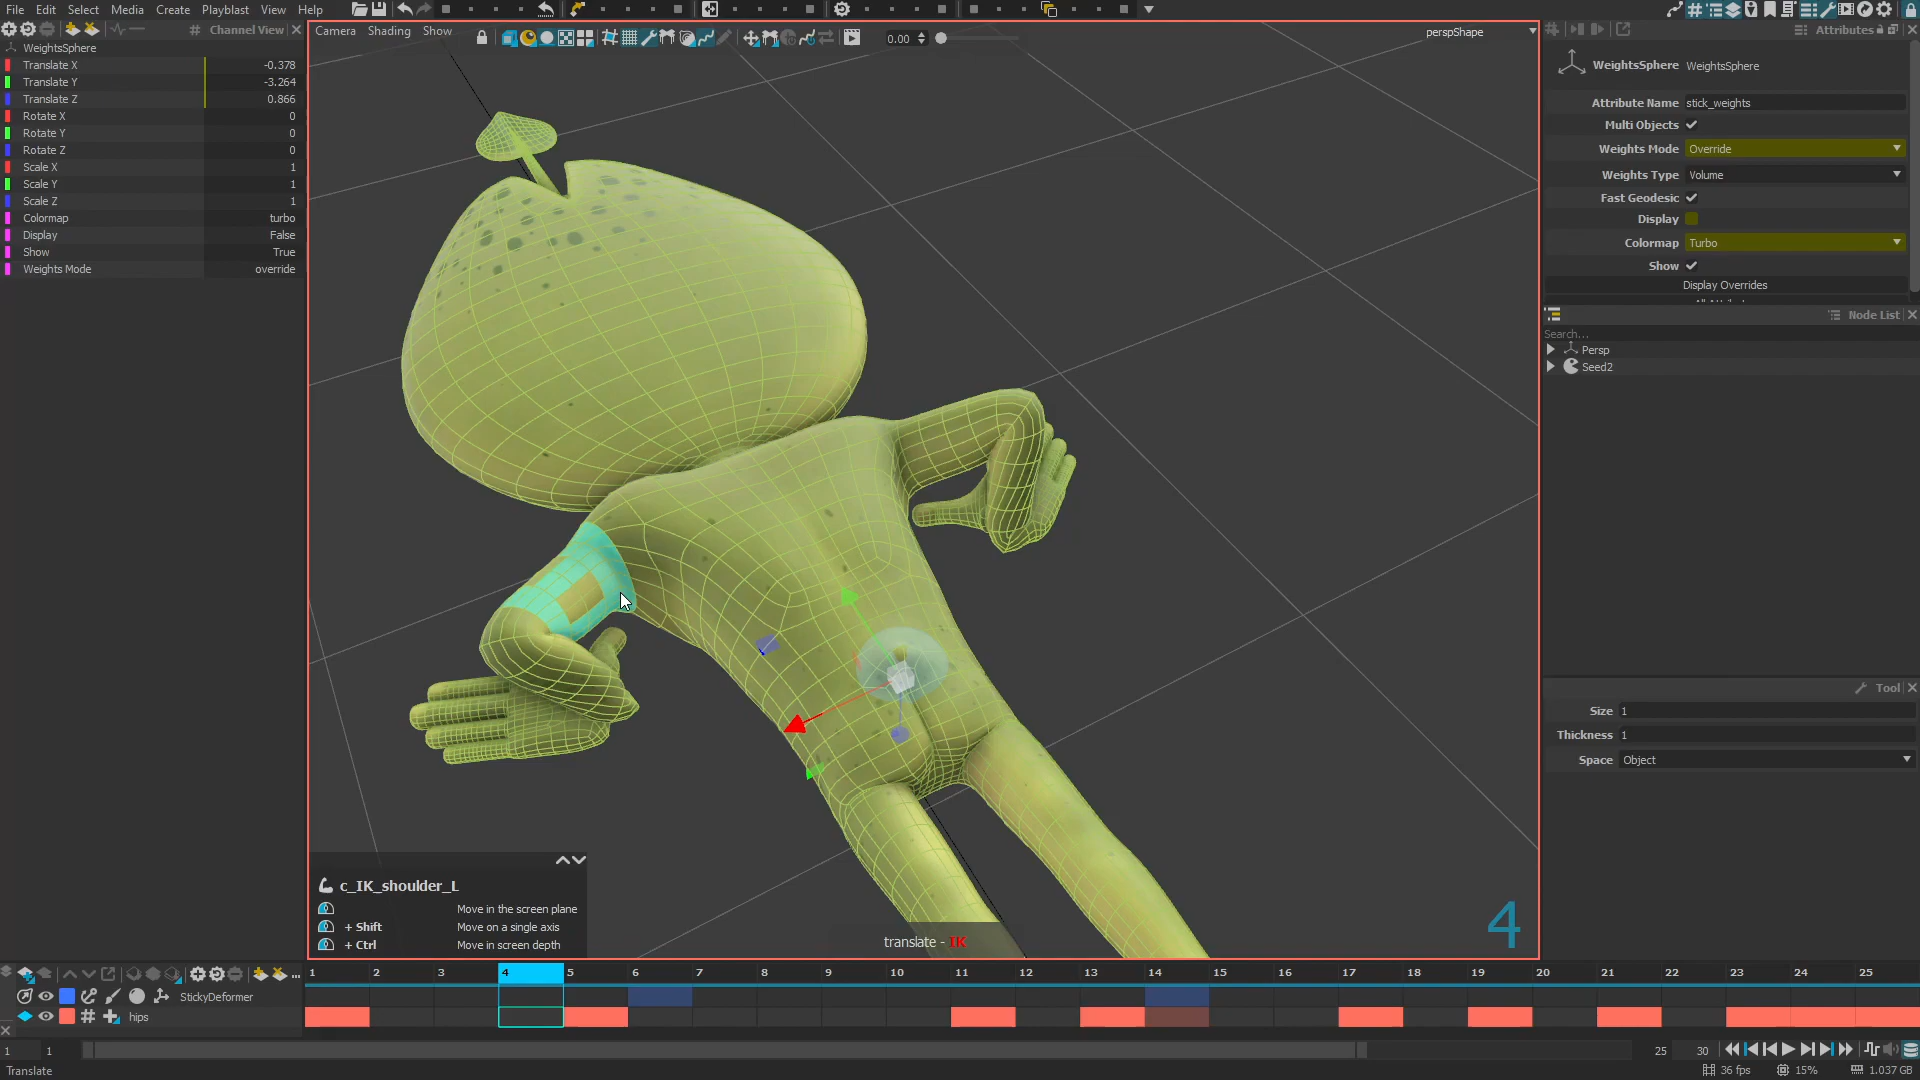 File Edit Select Media Create Curves Playblast View Help
Channel View
WeightsSphere
Translate X -0.378
Translate Y -3.264
Translate Z 0.866
Rotate X 0
Rotate Y 0
Rotate Z 0
Scale X 1
Scale Y 1
Scale Z 1
Colormap turbo
Display False
Show True
Weights Mode override
Camera Shading Show
0.00
perspShape
Attributes
WeightsSphere WeightsSphere
Attribute Name stick_weights
Multi Objects
Weights Mode Override
Weights Type Volume
Fast Geodesic
Display
Colormap Turbo
Show
Display Overrides
Node List
Search...
Persp
Seed2
Tool
Size 1
Thickness 1
Space Object
c_IK_shoulder_L
Move in the screen plane
+ Shift Move on a single axis
+ Ctrl Move in screen depth
translate - IK
4
1 2 3 4 5 6 7 8 9 10 11 12 13 14 15 16 17 18 19 20 21 22 23 24 25
StickyDeformer
hips
1 1 25 30
Translate
36 fps 15% 1.037 GB